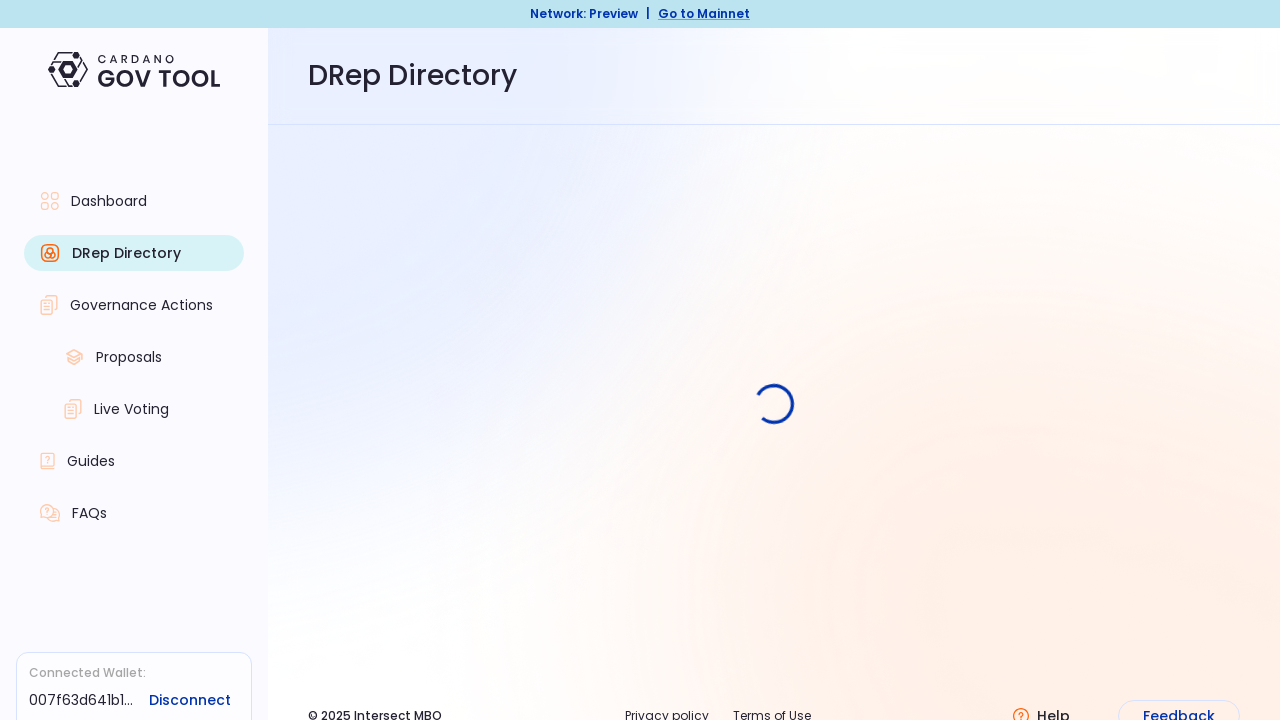 Network: Preview | Go to Mainnet
CARDANO
GOV TOOL
DRep Directory
Dashboard
DRep Directory
Governance Actions
Proposals
Live Voting
Guides
FAQs
Connected Wallet:
007f63d641b1... Disconnect
© 2025 Intersect MBO Privacy policy Terms of Use Help Feedback